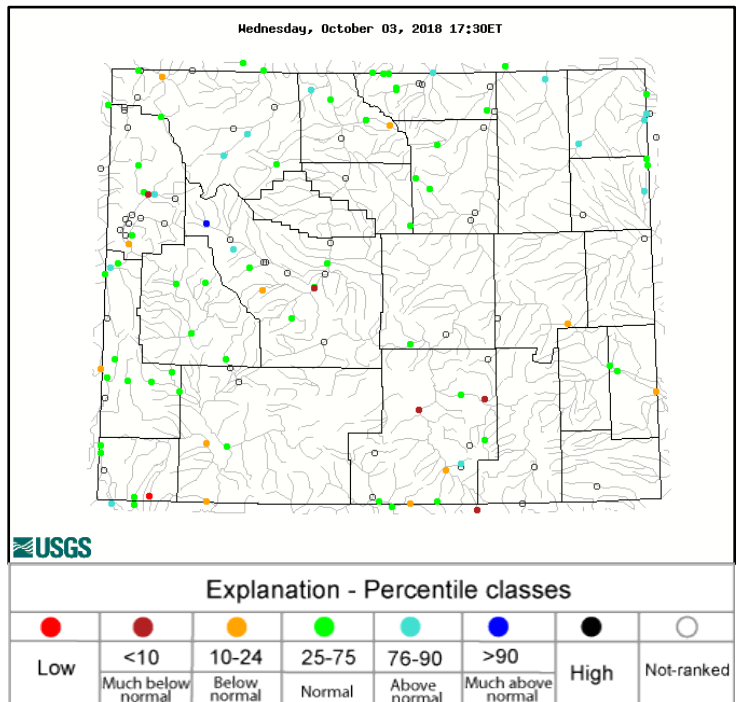 Wednesday, October 03, 2018 17:30ET
USGS
Explanation - Percentile classes
Low
<10
Much below
normal
10-24
Below
normal
25-75
Normal
76-90
Above
normal
>90
Much above
normal
High
Not-ranked